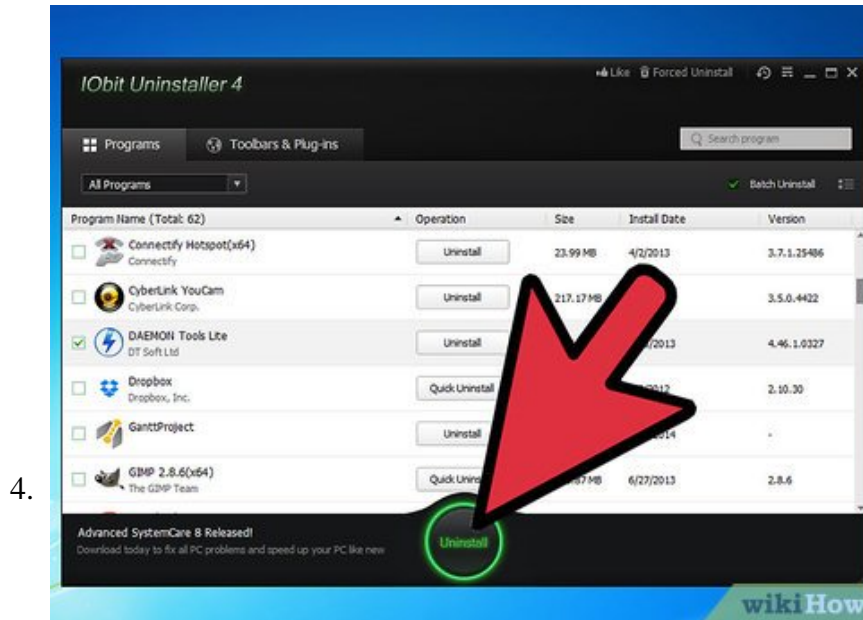 IObit Uninstaller 4
Like Forced Uninstall
Programs Toolbars & Plug-ins Search program
All Programs Batch Uninstall
Program Name (Total: 62) Operation Size Install Date Version
Connectify Hotspot(x64)
Connectify
Uninstall 23.99 MB 4/2/2013 3.7.1.25486
CyberLink YouCam
CyberLink Corp.
Uninstall 217.17 MB 3.5.0.4422
DAEMON Tools Lite
DT Soft Ltd
Uninstall 4.46.1.0327
Dropbox
Dropbox, Inc.
Quick Uninstall 2.10.30
GanttProject
Uninstall -
4.
GIMP 2.8.6(x64)
The GIMP Team
Quick 6/27/2013 2.8.6
Advanced SystemCare 8 Released!
Download today to fix all PC problems and speed up your PC like new
Uninstall
wikiHow